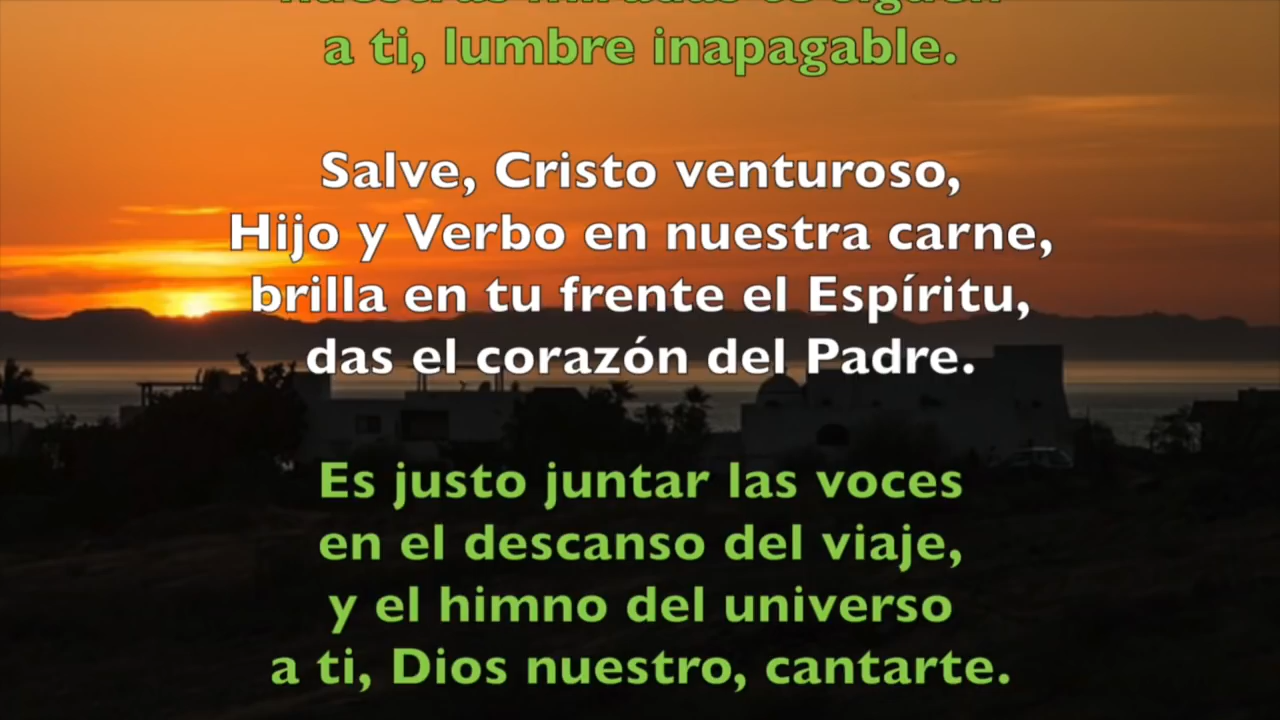 a ti, lumbre inapagable.
Salve, Cristo venturoso,
Hijo y Verbo en nuestra carne,
brilla en tu frente el Espíritu,
das el corazón del Padre.
Es justo juntar las voces
en el descanso del viaje,
y el himno del universo
a ti, Dios nuestro, cantarte.